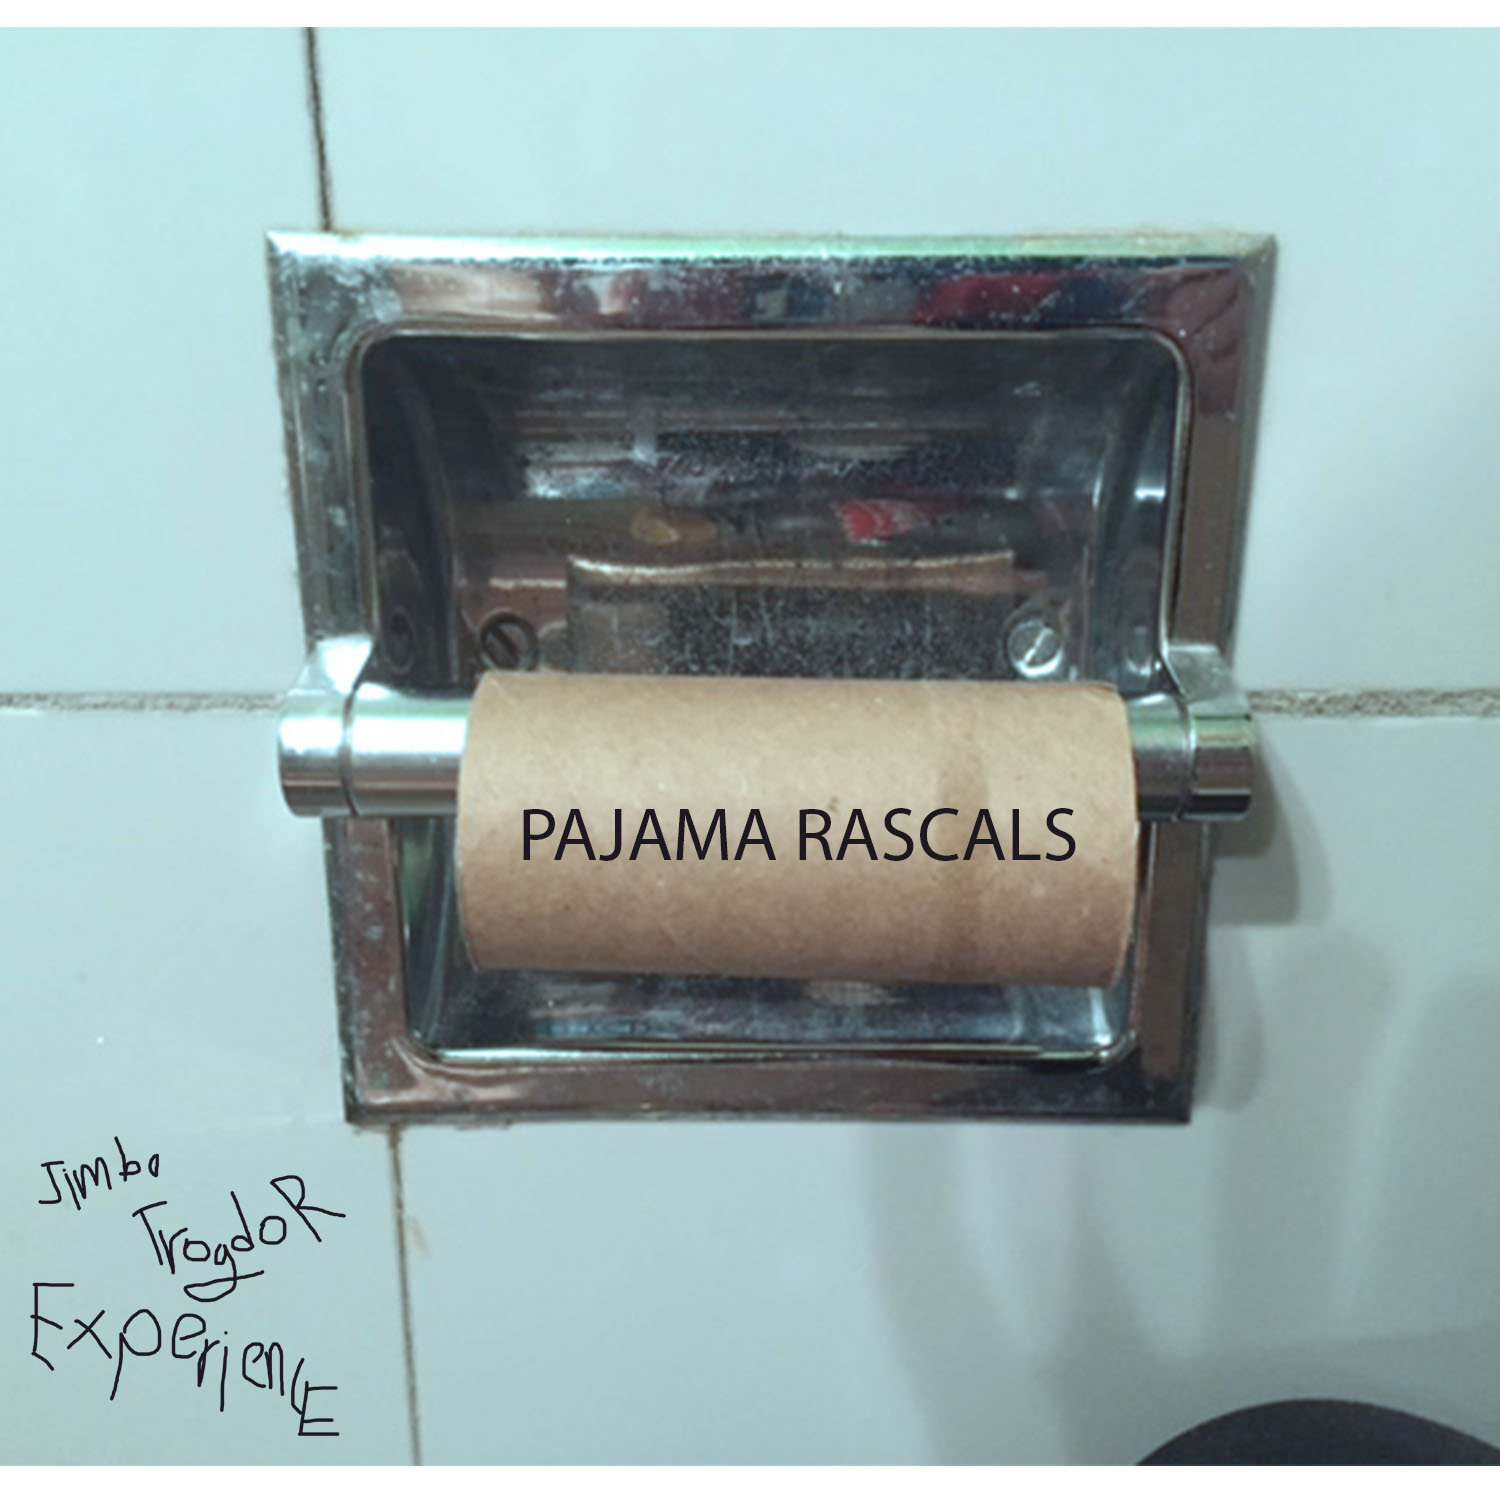 PAJAMA RASCALS
Jimbo
TrogdoR
ExperiencE